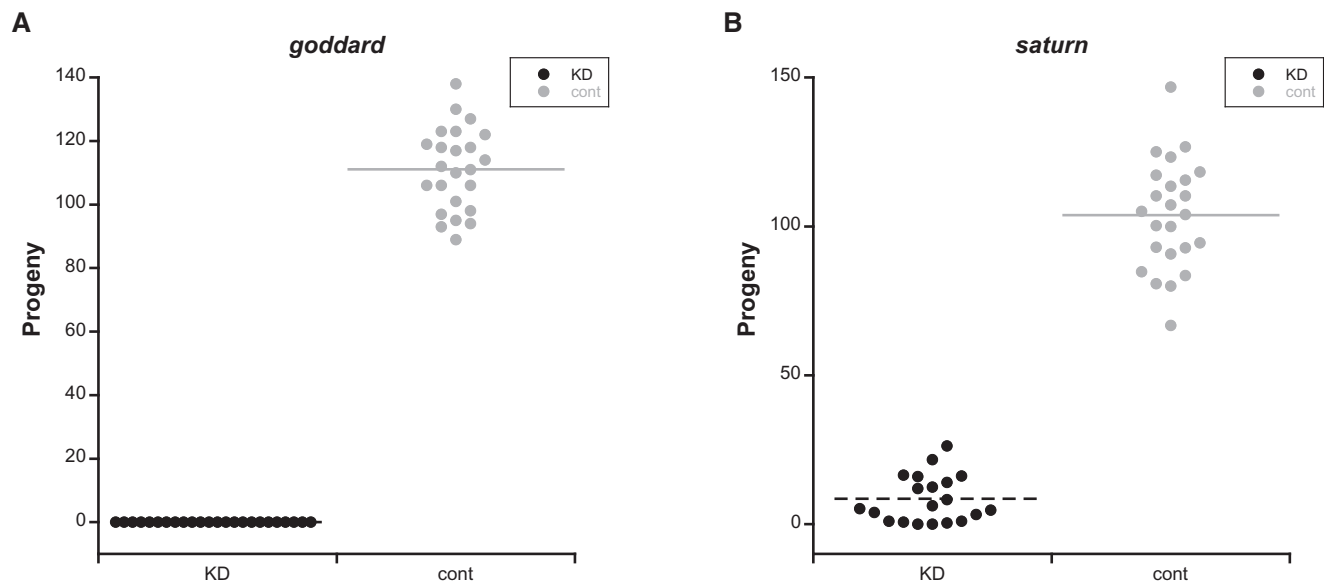 A
goddard
KD
cont
Progeny
140
120
100
80
60
40
20
0
KD
cont
B
saturn
KD
cont
Progeny
150
100
50
0
KD
cont